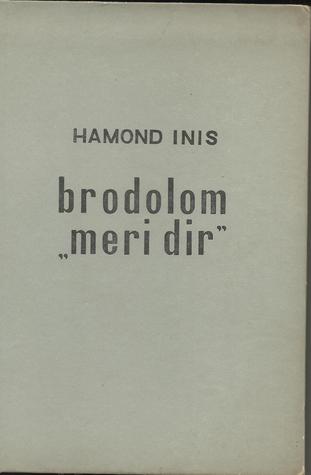 HAMOND INIS
brodolom
„meri dir”